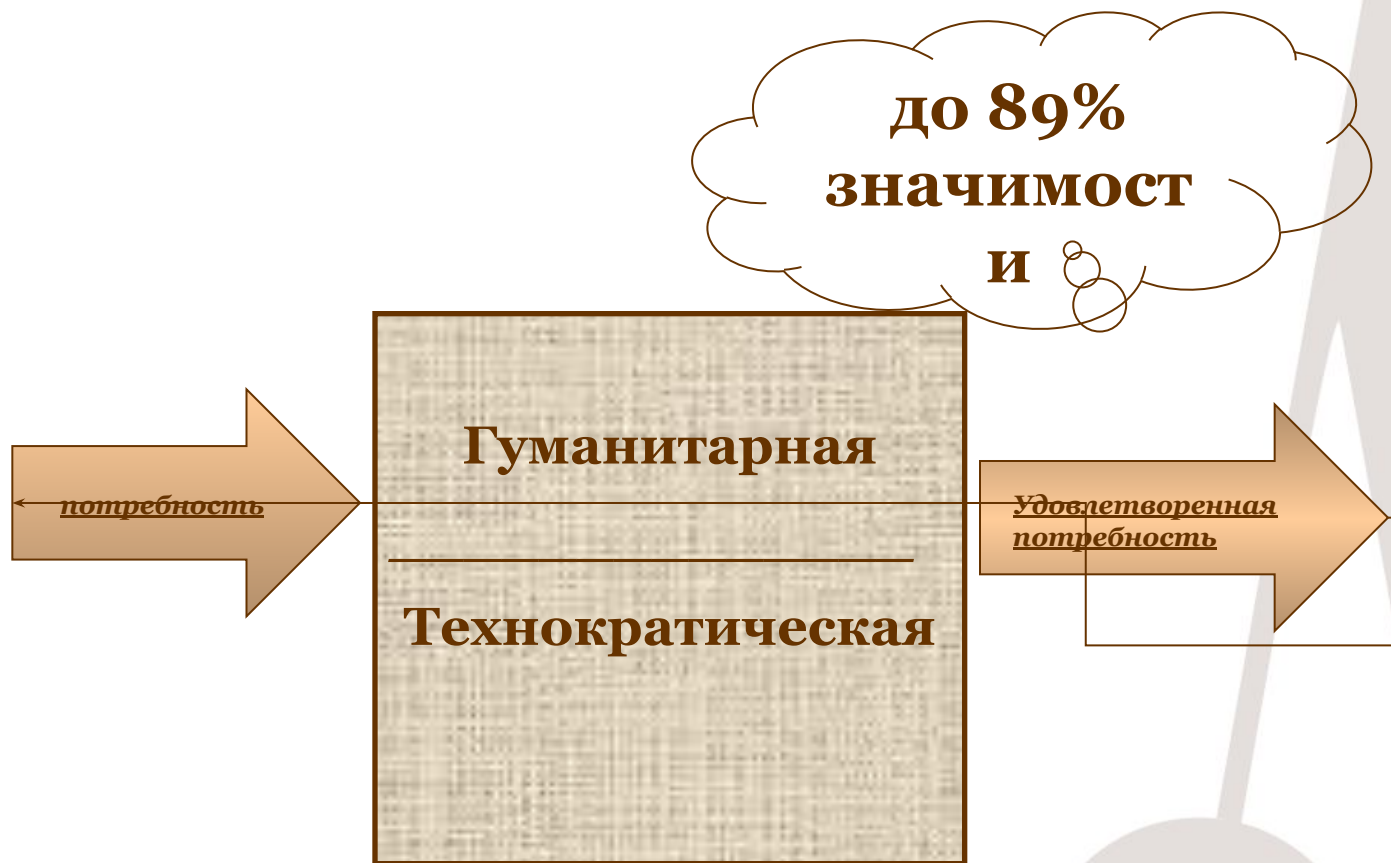 до 89%
значимост
и
Гуманитарная
потребность
Удовлетворенная
потребность
Технократическая